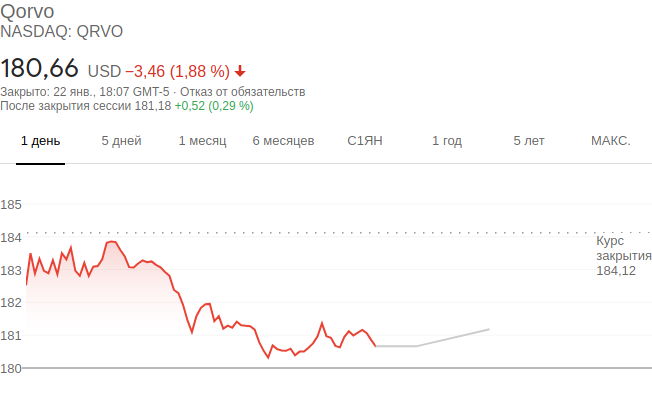 Qorvo
NASDAQ: QRVO
180,66 USD −3,46 (1,88 %)
Закрыто: 22 янв., 18:07 GMT-5 · Отказ от обязательств
После закрытия сессии 181,18 +0,52 (0,29 %)
1 день 5 дней 1 месяц 6 месяцев С1ЯН 1 год 5 лет МАКС.
185
184
Курс
закрытия
184,12
183
182
181
180